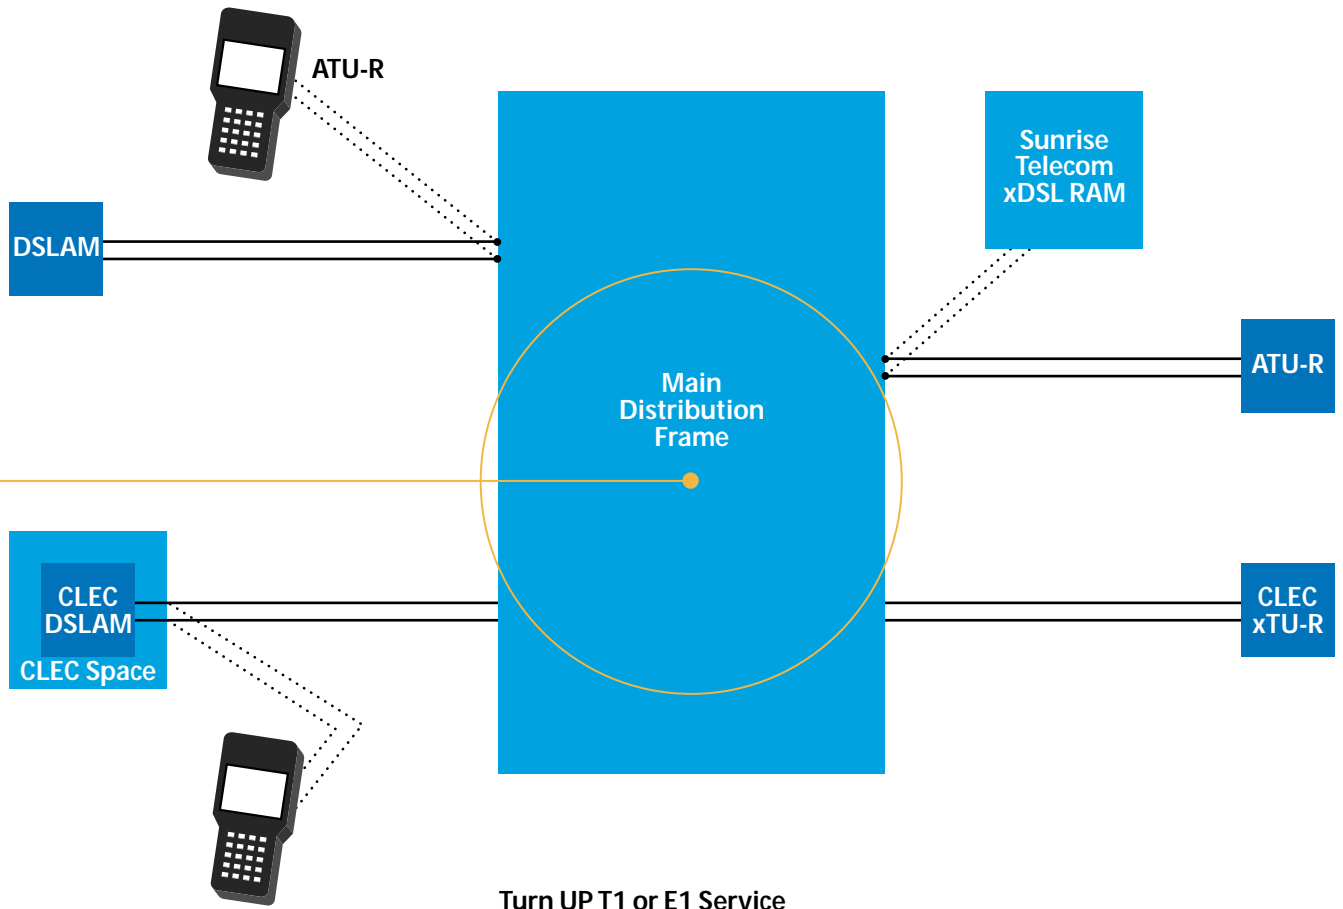 ATU-R
Sunrise
Telecom
xDSL RAM
DSLAM
ATU-R
Main
Distribution
Frame
CLEC
DSLAM
CLEC Space
CLEC
xTU-R
Turn UP T1 or E1 Service